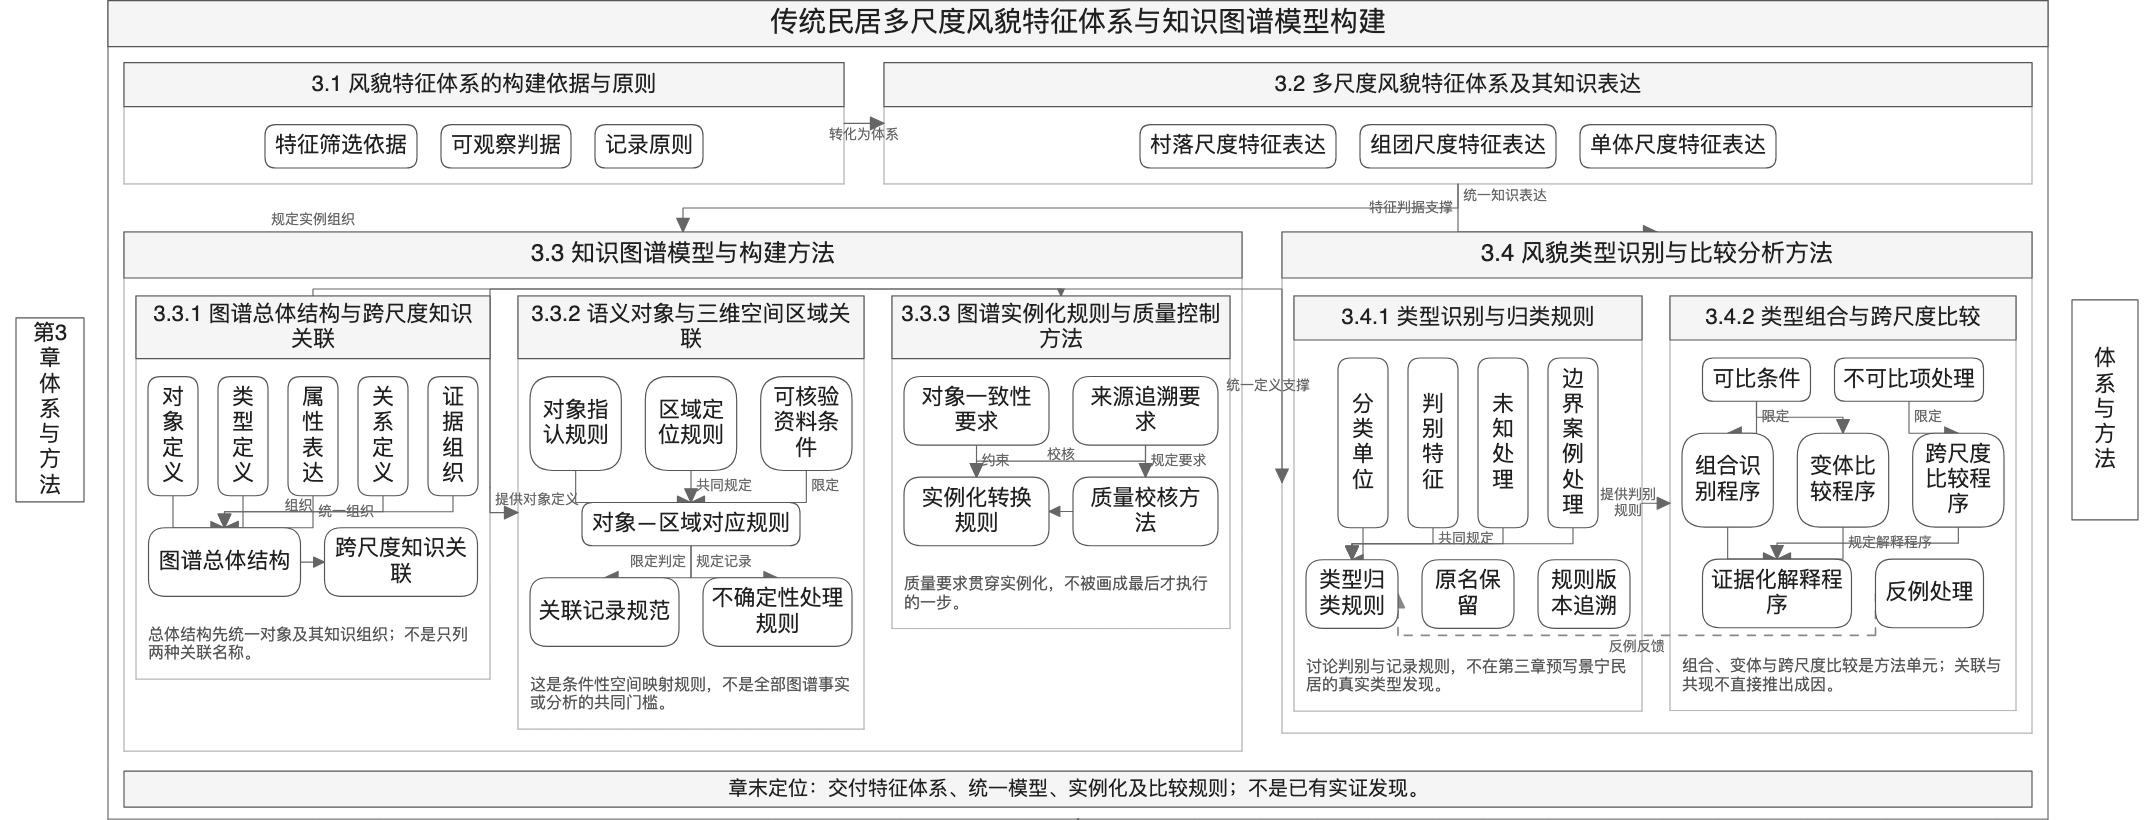 传统民居多尺度风貌特征体系与知识图谱模型构建
3.1 风貌特征体系的构建依据与原则
特征筛选依据
可观察判据
记录原则
转化为体系
3.2 多尺度风貌特征体系及其知识表达
村落尺度特征表达
组团尺度特征表达
单体尺度特征表达
统一知识表达
特征判据支撑
规定实例组织
第3
章体系与方法
体系与方法
3.3 知识图谱模型与构建方法
3.3.1 图谱总体结构与跨尺度知识
关联
对象定义
类型定义
属性表达
关系定义
证据组织
组织
统一组织
图谱总体结构
跨尺度知识关
联
总体结构先统一对象及其知识组织；不是只列
两种关联名称。
提供对象定义
3.3.2 语义对象与三维空间区域关
联
对象指
认规则
区域定
位规则
可核验
资料条
件
共同规定
限定
对象—区域对应规则
限定判定
规定记录
关联记录规范
不确定性处理
规则
这是条件性空间映射规则，不是全部图谱事实
或分析的共同门槛。
3.3.3 图谱实例化规则与质量控制
方法
对象一致性
要求
来源追溯要
求
约束
校核
规定要求
实例化转换
规则
质量校核方
法
质量要求贯穿实例化，不被画成最后才执行
的一步。
统一定义支撑
3.4 风貌类型识别与比较分析方法
3.4.1 类型识别与归类规则
分类单位
判别特征
未知处理
边界案例处理
共同规定
类型归
类规则
原名保
留
规则版
本追溯
讨论判别与记录规则，不在第三章预写景宁民
居的真实类型发现。
提供判别
规则
反例反馈
3.4.2 类型组合与跨尺度比较
可比条件
不可比项处理
限定
限定
组合识
别程序
变体比
较程序
跨尺度
比较程
序
规定解释程序
证据化解释程
序
反例处理
组合、变体与跨尺度比较是方法单元；关联与
共现不直接推出成因。
章末定位：交付特征体系、统一模型、实例化及比较规则；不是已有实证发现。